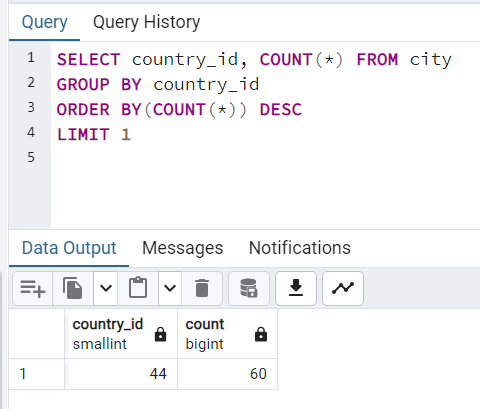 Query Query History
1 SELECT country_id, COUNT(*) FROM city
2 GROUP BY country_id
3 ORDER BY(COUNT(*)) DESC
4 LIMIT 1
5
Data Output Messages Notifications
country_id count
smallint bigint
1 44 60